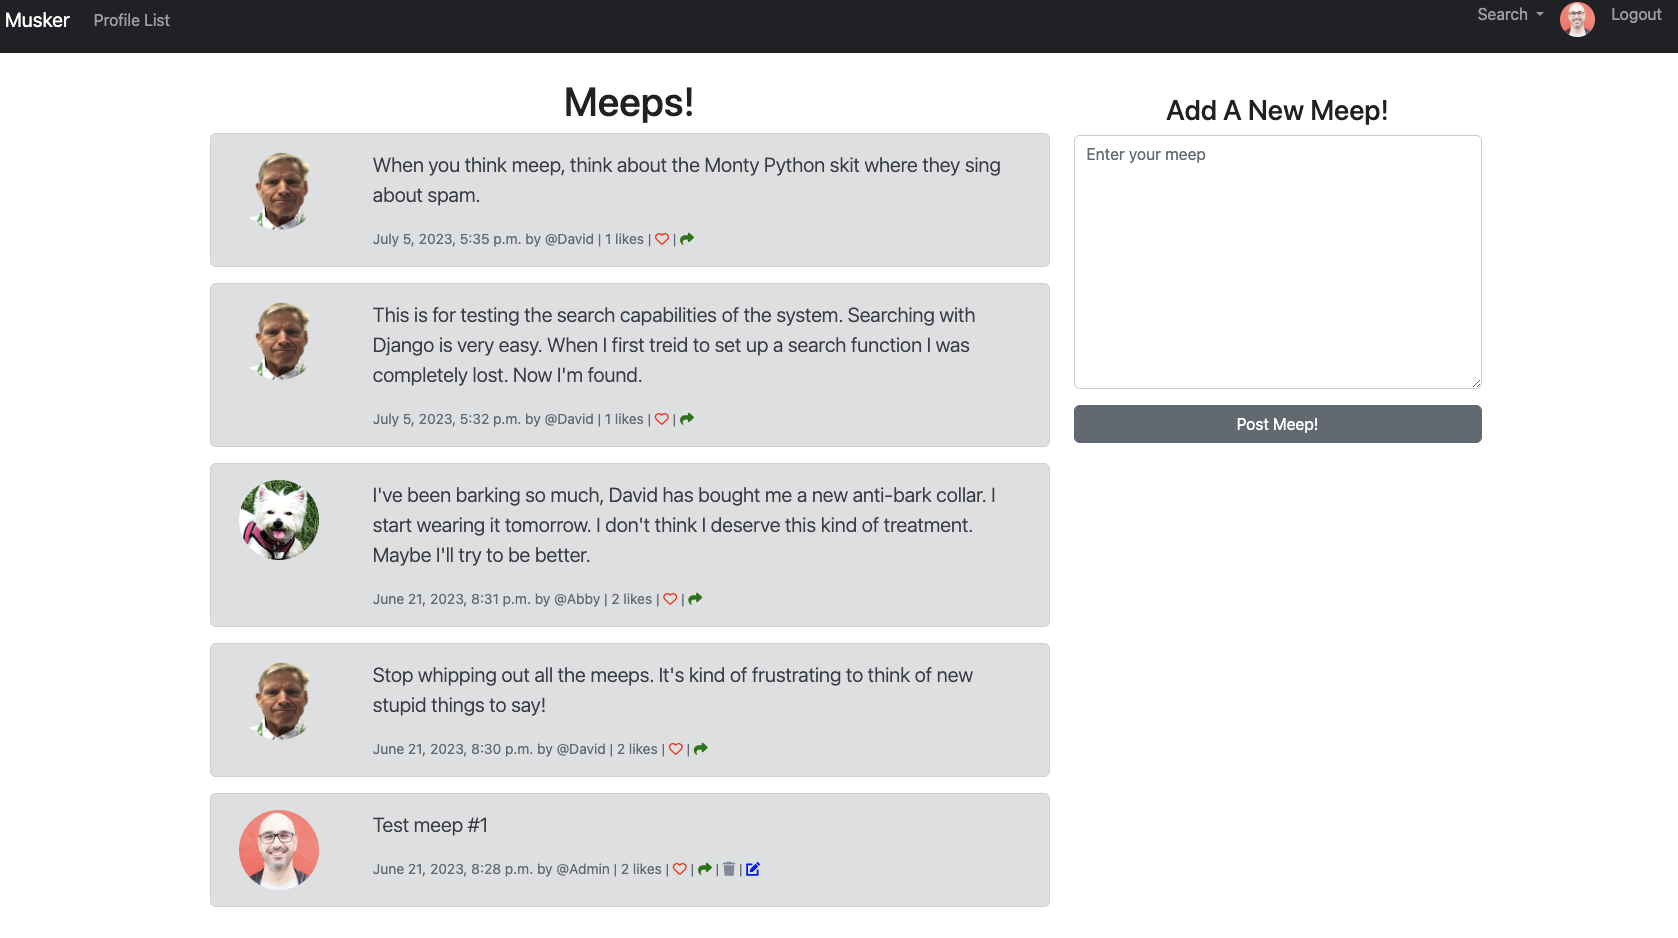 Musker Profile List Search Logout
Meeps!
When you think meep, think about the Monty Python skit where they sing
about spam.
July 5, 2023, 5:35 p.m. by @David | 1 likes | |
This is for testing the search capabilities of the system. Searching with
Django is very easy. When I first treid to set up a search function I was
completely lost. Now I'm found.
July 5, 2023, 5:32 p.m. by @David | 1 likes | |
I've been barking so much, David has bought me a new anti-bark collar. I
start wearing it tomorrow. I don't think I deserve this kind of treatment.
Maybe I'll try to be better.
June 21, 2023, 8:31 p.m. by @Abby | 2 likes | |
Stop whipping out all the meeps. It's kind of frustrating to think of new
stupid things to say!
June 21, 2023, 8:30 p.m. by @David | 2 likes | |
Test meep #1
June 21, 2023, 8:28 p.m. by @Admin | 2 likes | | | |
Add A New Meep!
Enter your meep
Post Meep!